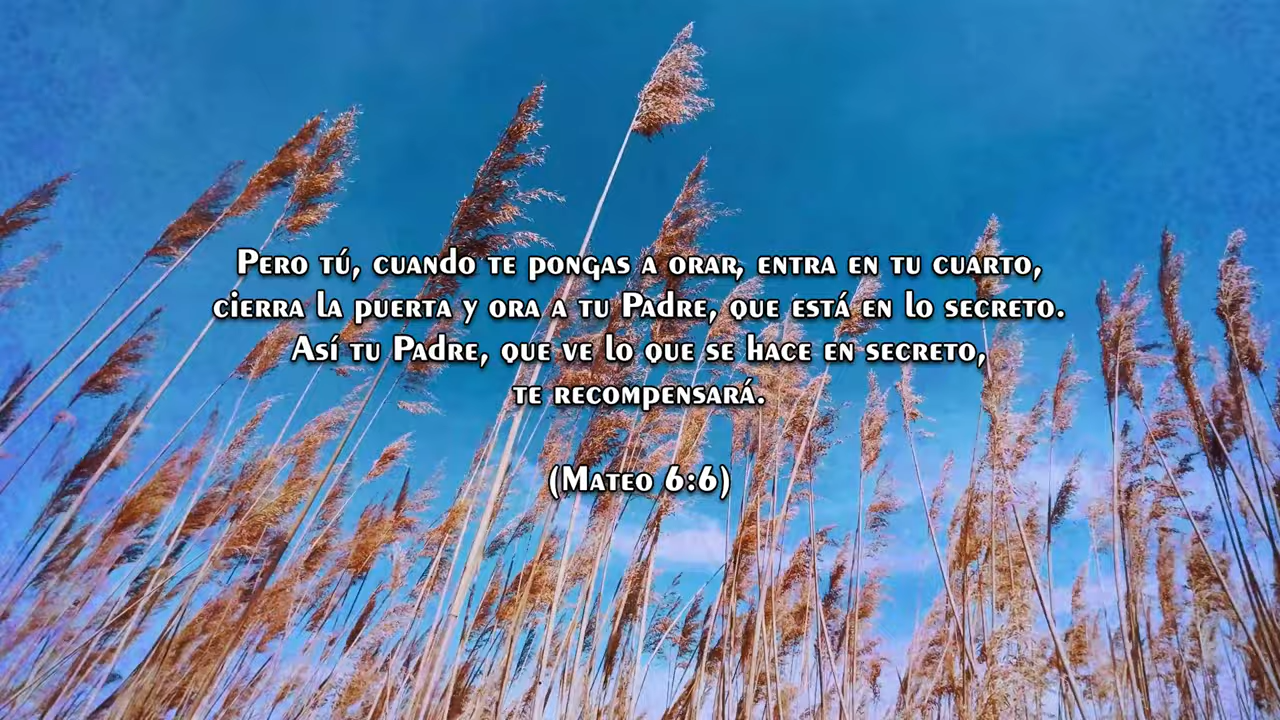 Pero tú, cuando te pongas a orar, entra en tu cuarto,
cierra la puerta y ora a tu Padre, que está en lo secreto.
Así tu Padre, que ve lo que se hace en secreto,
te recompensará.
(Mateo 6:6)